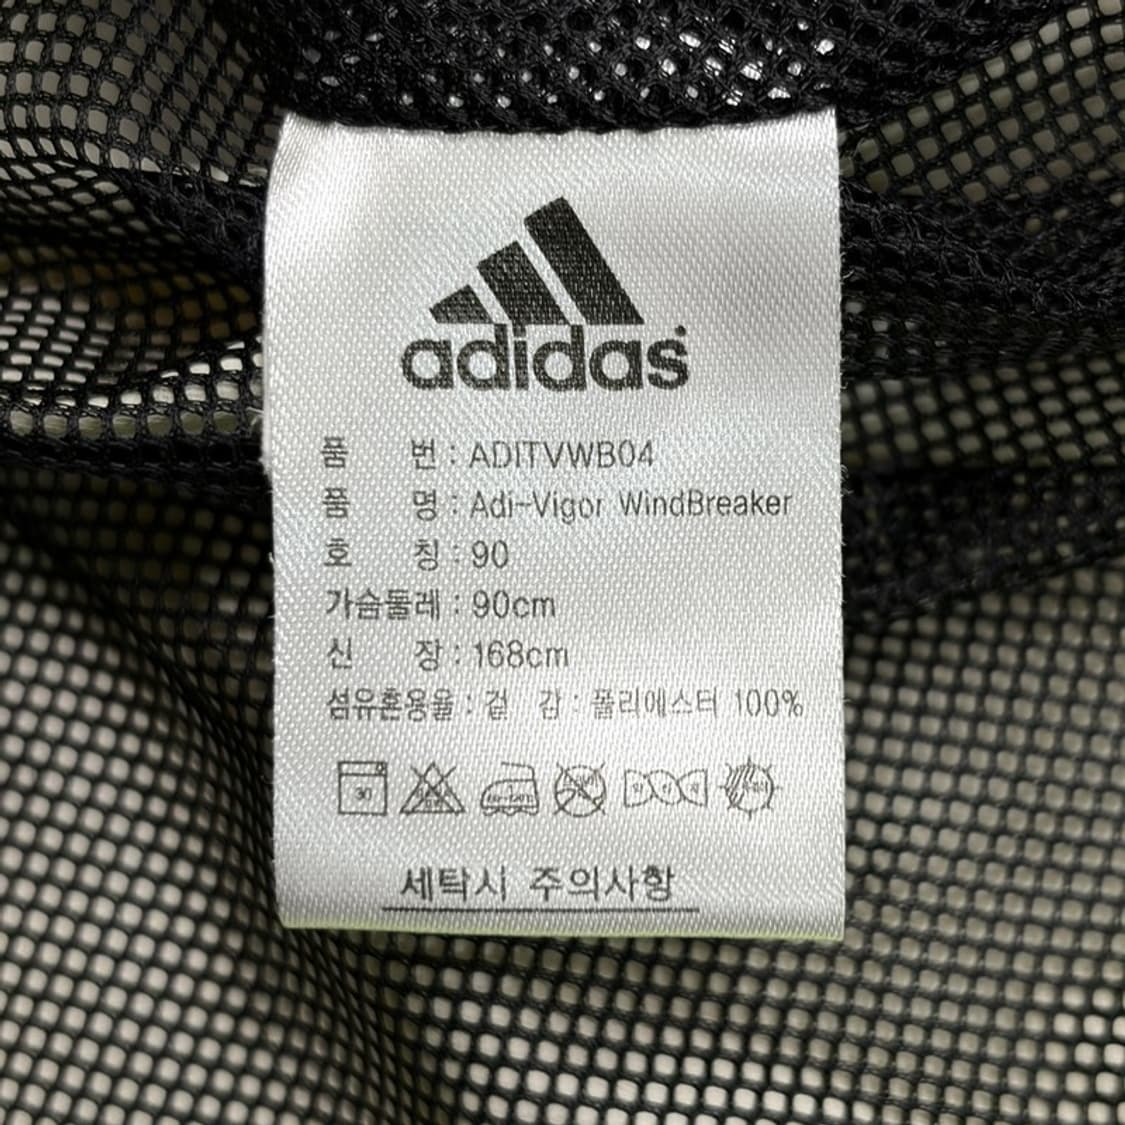 adidas
품 번 : ADITVWB04
품 명 : Adi-Vigor WindBreaker
호 칭 : 90
가슴둘레 : 90cm
신 장 : 168cm
섬유혼용율 : 겉 감 : 폴리에스터 100%
30
세탁시 주의사항